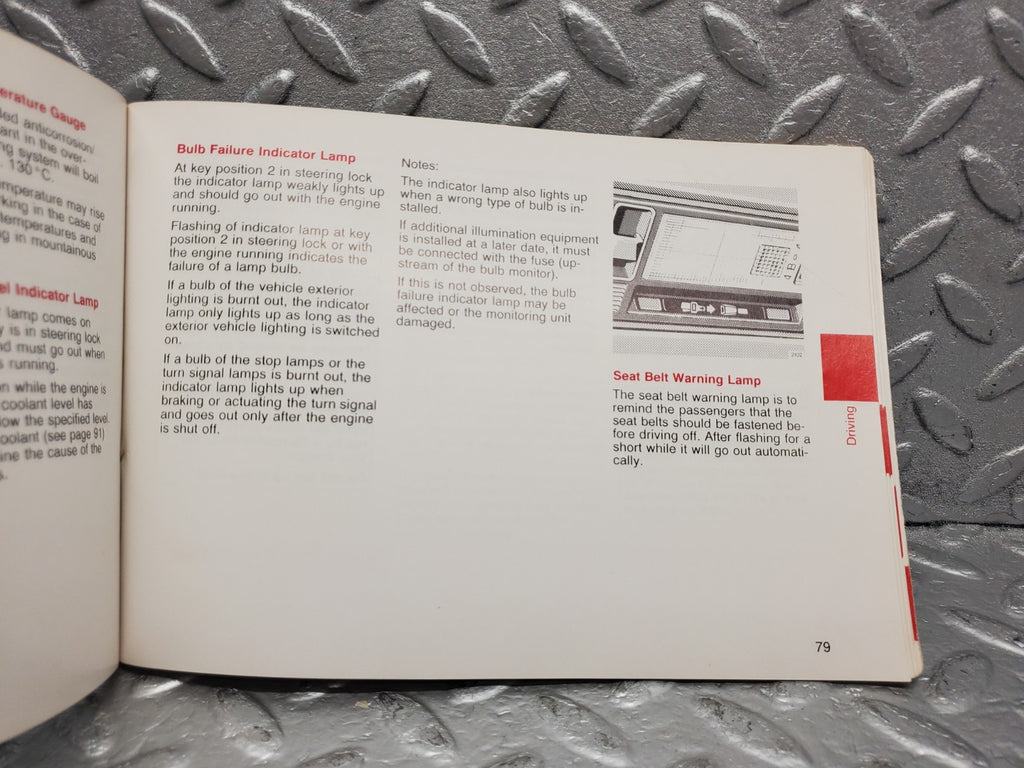 erature Gauge
anticorrosion/
ant in the over-
ng system will boil
130°C.
mperature may rise
king in the case of
temperatures and
g in mountainous
el Indicator Lamp
lamp comes on
y is in steering lock
nd must go out when
s running.
on while the engine is
coolant level has
low the specified level.
oolant (see page 91)
ine the cause of the
s.
Bulb Failure Indicator Lamp
At key position 2 in steering lock
the indicator lamp weakly lights up
and should go out with the engine
running.
Flashing of indicator lamp at key
position 2 in steering lock or with
the engine running indicates the
failure of a lamp bulb.
If a bulb of the vehicle exterior
lighting is burnt out, the indicator
lamp only lights up as long as the
exterior vehicle lighting is switched
on.
If a bulb of the stop lamps or the
turn signal lamps is burnt out, the
indicator lamp lights up when
braking or actuating the turn signal
and goes out only after the engine
is shut off.
Notes:
The indicator lamp also lights up
when a wrong type of bulb is in-
stalled.
If additional illumination equipment
is installed at a later date, it must
be connected with the fuse (up-
stream of the bulb monitor).
If this is not observed, the bulb
failure indicator lamp may be
affected or the monitoring unit
damaged.
Seat Belt Warning Lamp
The seat belt warning lamp is to
remind the passengers that the
seat belts should be fastened be-
fore driving off. After flashing for a
short while it will go out automati-
cally.
Driving
79